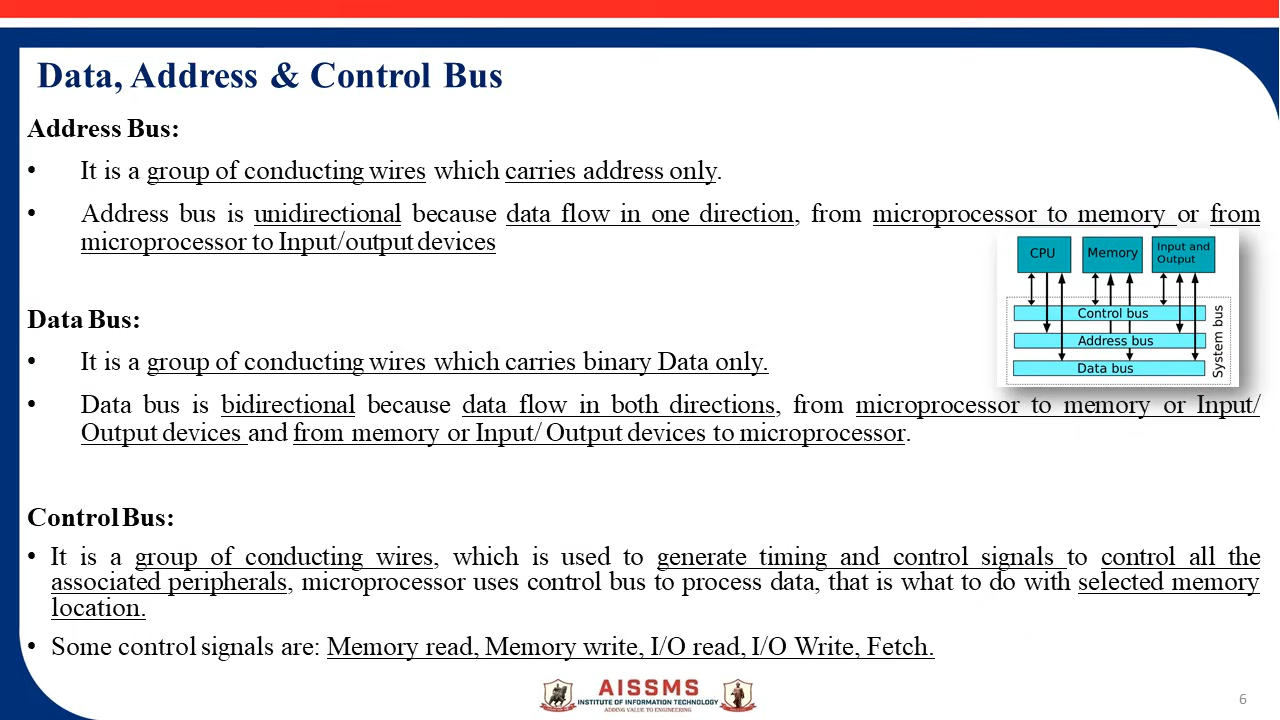 Data, Address & Control Bus
Address Bus:
• It is a group of conducting wires which carries address only.
• Address bus is unidirectional because data flow in one direction, from microprocessor to memory or from
microprocessor to Input/output devices
CPU
Memory
Input and
Output
Control bus
Address bus
Data bus
System bus
Data Bus:
• It is a group of conducting wires which carries binary Data only.
• Data bus is bidirectional because data flow in both directions, from microprocessor to memory or Input/
Output devices and from memory or Input/ Output devices to microprocessor.
Control Bus:
• It is a group of conducting wires, which is used to generate timing and control signals to control all the
associated peripherals, microprocessor uses control bus to process data, that is what to do with selected memory
location.
• Some control signals are: Memory read, Memory write, I/O read, I/O Write, Fetch.
AISSMS
INSTITUTE OF INFORMATION TECHNOLOGY
ADDING VALUE TO ENGINEERING
6